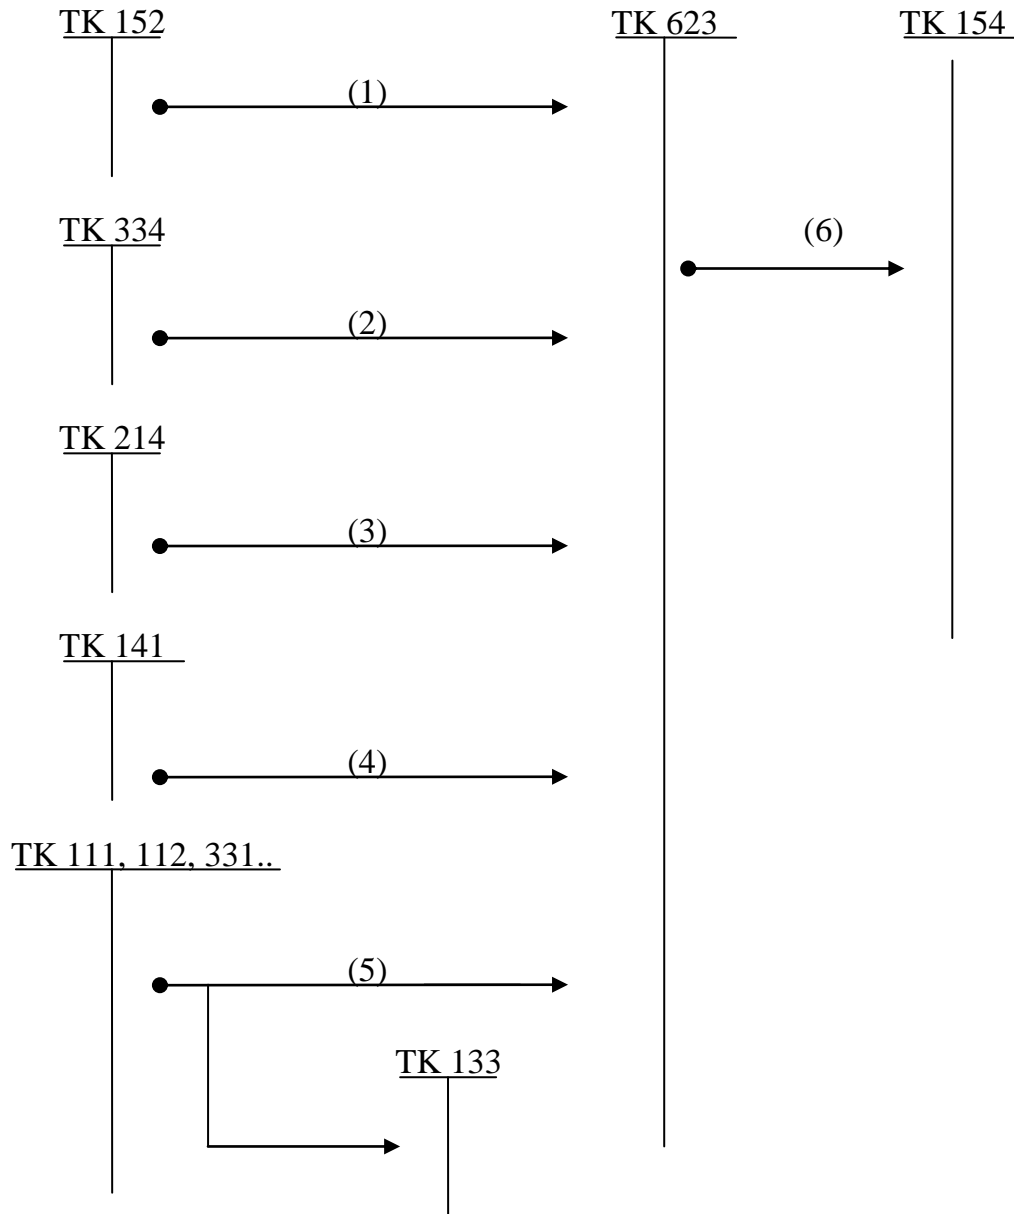 TK 152
TK 623
TK 154
(1)
TK 334
(6)
(2)
TK 214
(3)
TK 141
(4)
TK 111, 112, 331..
(5)
TK 133